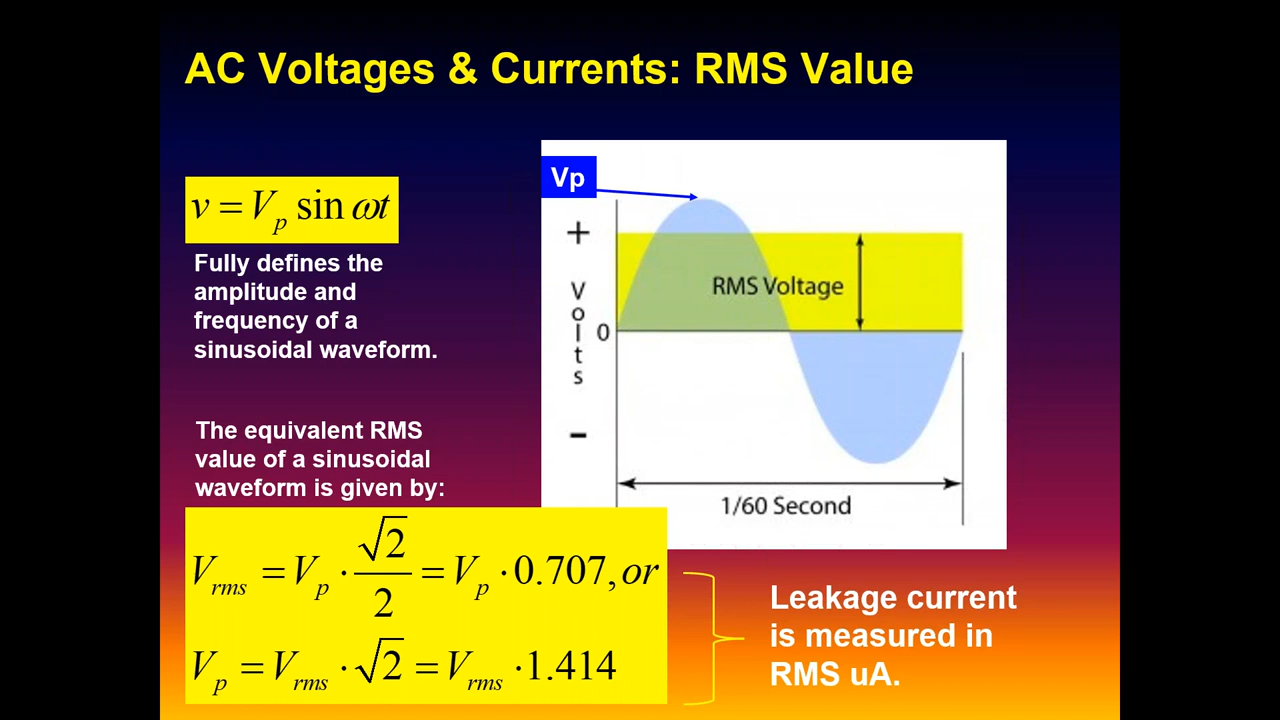 AC Voltages & Currents: RMS Value
v = V_p sin ωt
Fully defines the
amplitude and
frequency of a
sinusoidal waveform.
The equivalent RMS
value of a sinusoidal
waveform is given by:
V_rms = V_p · √2/2 = V_p · 0.707, or
V_p = V_rms · √2 = V_rms · 1.414
Vp
+
Volts
0
−
RMS Voltage
1/60 Second
Leakage current
is measured in
RMS uA.